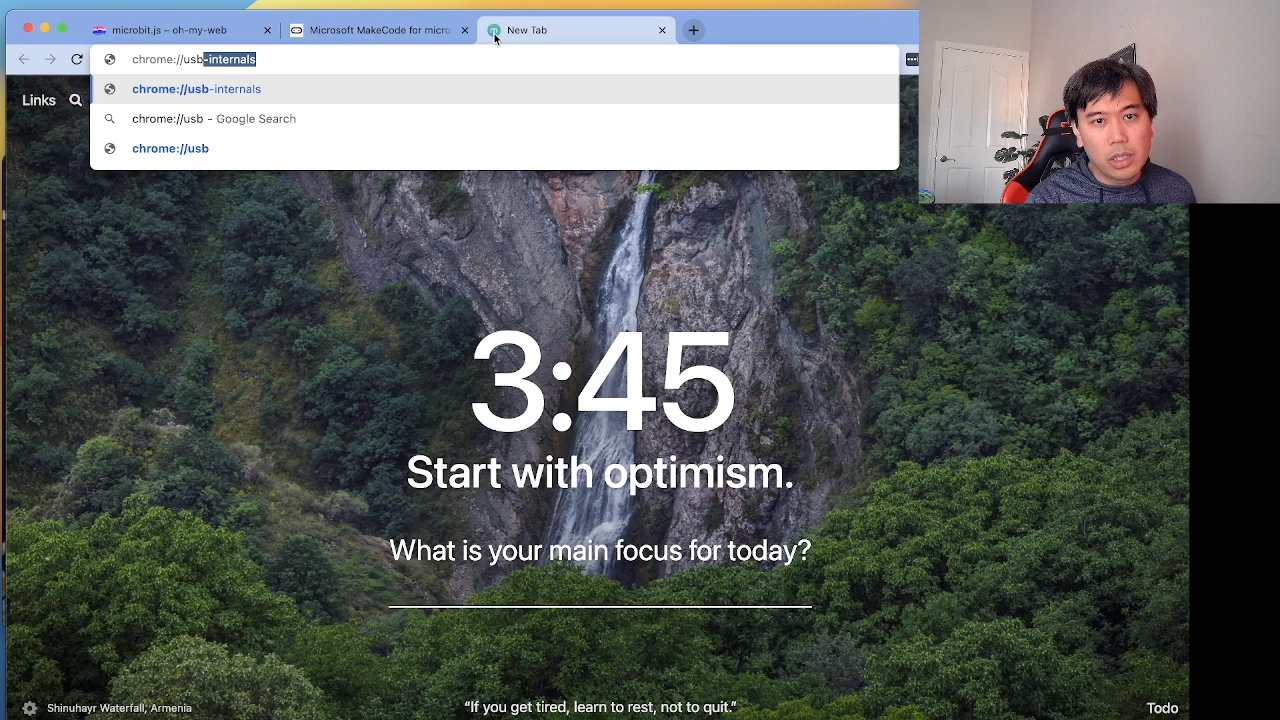 microbit.js – oh-my-web
Microsoft MakeCode for micro:
New Tab
chrome://usb-internals
chrome://usb-internals
chrome://usb - Google Search
chrome://usb
Links
3:45
Start with optimism.
What is your main focus for today?
Shinuhayr Waterfall, Armenia
“If you get tired, learn to rest, not to quit.”
Todo